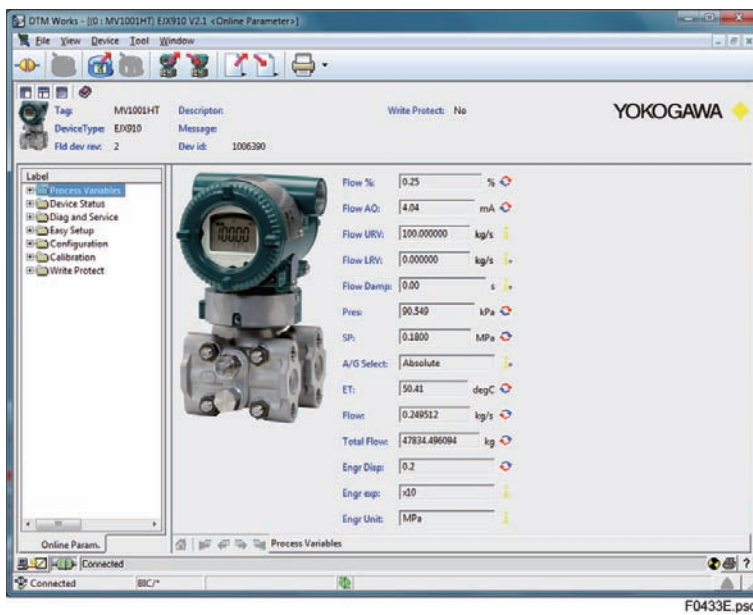 DTM Works - [(0 : MV1001HT) EJX910 V2.1 <Online Parameter>]
File View Device Tool Window
Tag: MV1001HT Descriptor: Write Protect: No
YOKOGAWA
DeviceType: EJX910 Message:
Fld dev rev: 2 Dev id: 1006390
Label
Process Variables
Device Status
Diag and Service
Easy Setup
Configuration
Calibration
Write Protect
10000
Flow %: 0.25 %
Flow AO: 4.04 mA
Flow URV: 100.000000 kg/s
Flow LRV: 0.000000 kg/s
Flow Damp: 0.00 s
Pres: 90.549 kPa
SP: 0.1800 MPa
A/G Select: Absolute
ET: 50.41 degC
Flow: 0.249512 kg/s
Total Flow: 47834.496094 kg
Engr Disp: 0.2
Engr exp: x10
Engr Unit: MPa
Online Param. Process Variables
Connected
Connected BIC/*
F0433E.psd